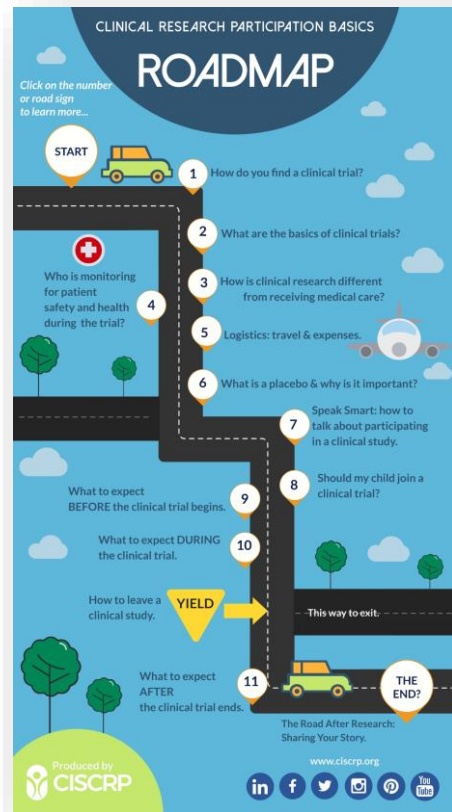 CLINICAL RESEARCH PARTICIPATION BASICS
ROADMAP
Click on the number
or road sign
to learn more...
START
1
How do you find a clinical trial?
2
What are the basics of clinical trials?
3
How is clinical research different
from receiving medical care?
Who is monitoring
for patient
safety and health
during the trial?
4
5
Logistics: travel & expenses.
6
What is a placebo & why is it important?
7
Speak Smart: how to
talk about participating
in a clinical study.
8
Should my child join a
clinical trial?
What to expect
BEFORE the clinical trial begins.
9
What to expect DURING
the clinical trial.
10
How to leave a
clinical study.
YIELD
This way to exit.
What to expect
AFTER
the clinical trial ends.
11
THE
END?
The Road After Research:
Sharing Your Story.
Produced by
CISCRP
www.ciscrp.org
in
f
You
Tube